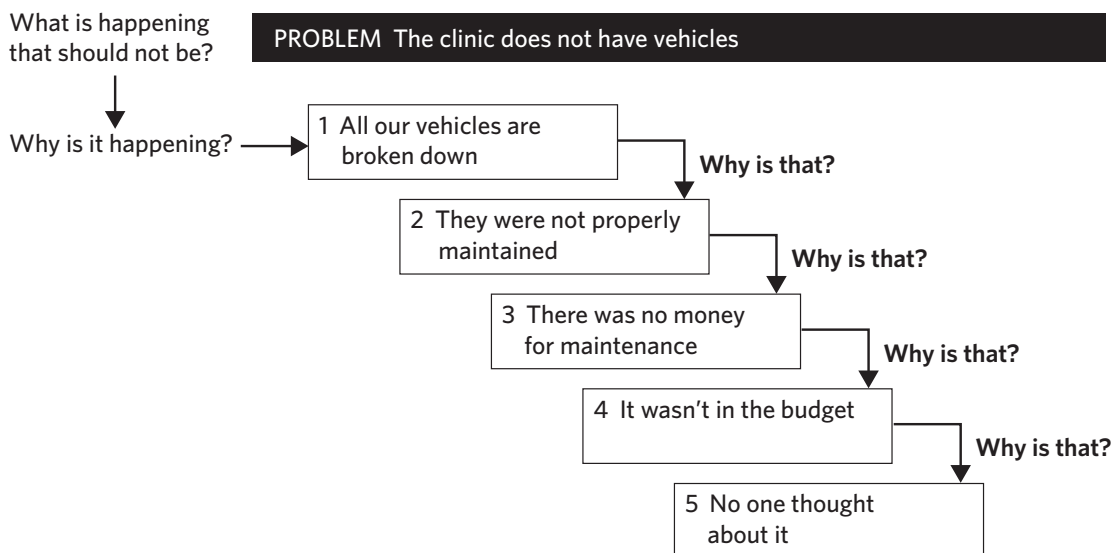 What is happening
that should not be?
PROBLEM The clinic does not have vehicles
Why is it happening?
1 All our vehicles are
broken down
Why is that?
2 They were not properly
maintained
Why is that?
3 There was no money
for maintenance
Why is that?
4 It wasn't in the budget
Why is that?
5 No one thought
about it